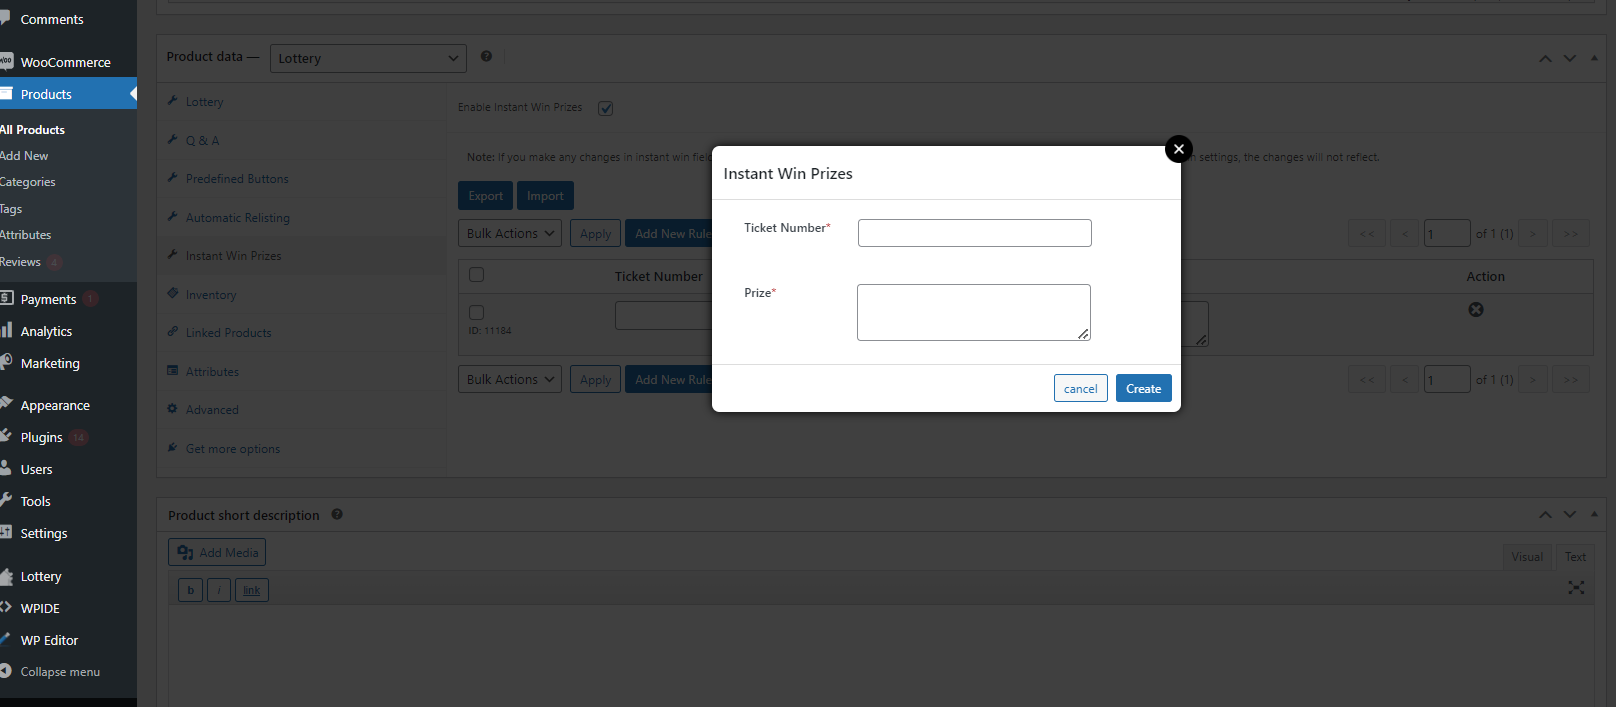 Comments
WooCommerce
Products
All Products
Add New
Categories
Tags
Attributes
Reviews 4
Payments 1
Analytics
Marketing
Appearance
Plugins 14
Users
Tools
Settings
Lottery
WPIDE
WP Editor
Collapse menu
Product data — Lottery
Lottery
Q & A
Predefined Buttons
Automatic Relisting
Instant Win Prizes
Inventory
Linked Products
Attributes
Advanced
Get more options
Enable Instant Win Prizes
Note: If you make any changes in instant win fiel
settings, the changes will not reflect.
Export Import
Bulk Actions Apply Add New Rule
<< < 1 of 1 (1) > >>
Ticket Number Action
ID: 11184
Bulk Actions Apply Add New Rule
<< < 1 of 1 (1) > >>
Instant Win Prizes
Ticket Number*
Prize*
cancel Create
Product short description
Add Media
Visual Text
b i link